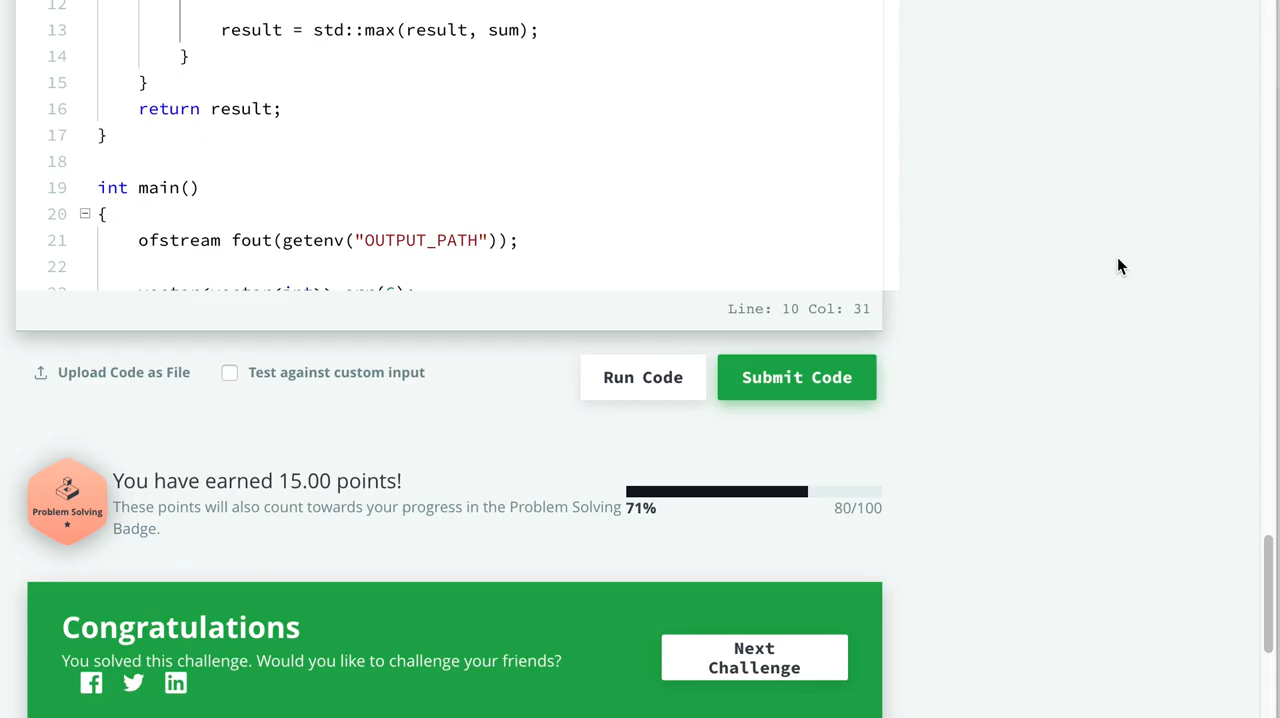 12
13 result = std::max(result, sum);
14 }
15 }
16 return result;
17 }
18
19 int main()
20 {
21 ofstream fout(getenv("OUTPUT_PATH"));
22
Line: 10 Col: 31
Upload Code as File
Test against custom input
Run Code
Submit Code
Problem Solving
You have earned 15.00 points!
These points will also count towards your progress in the Problem Solving
Badge.
71%
80/100
Congratulations
You solved this challenge. Would you like to challenge your friends?
Next
Challenge